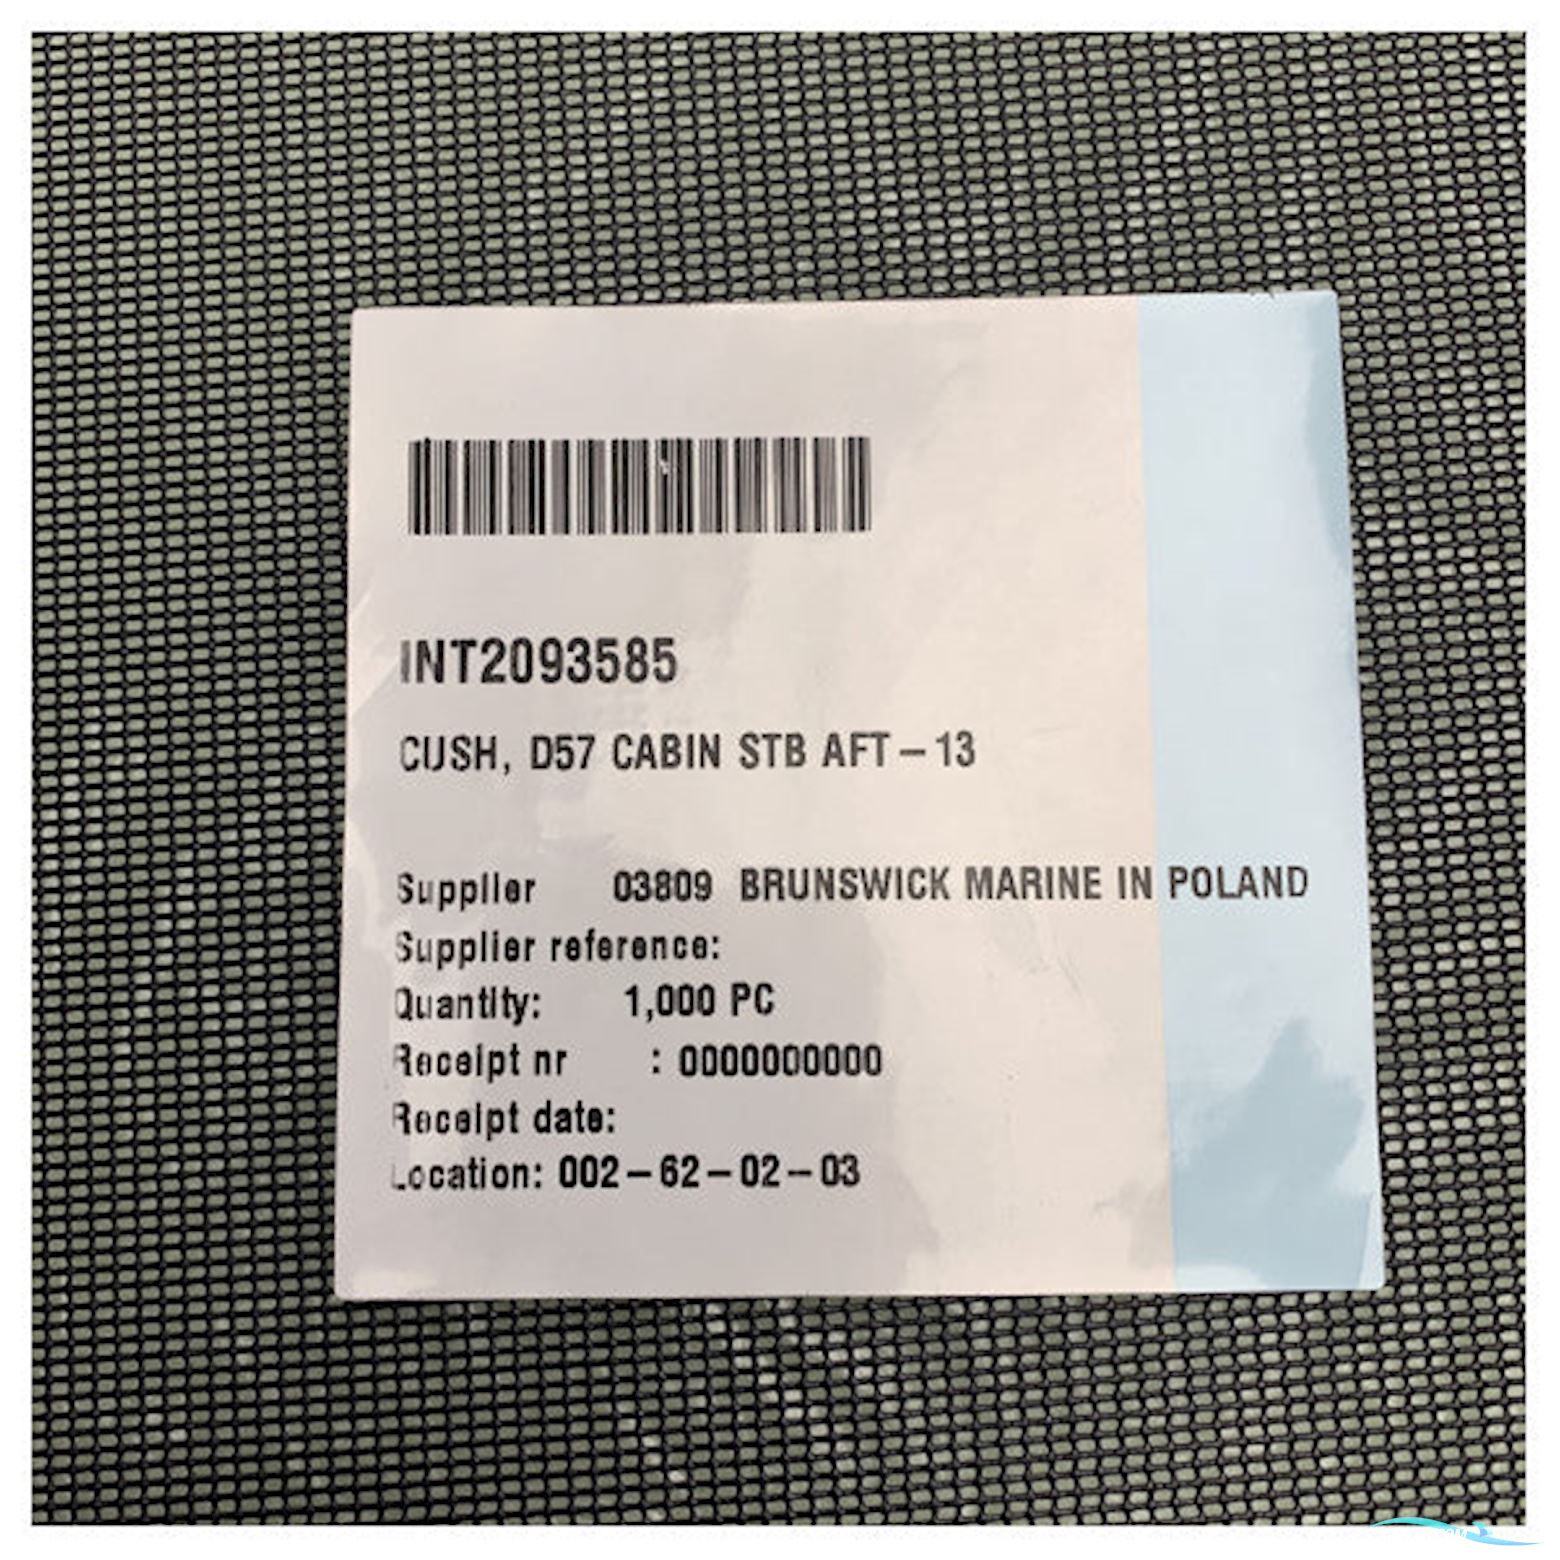 INT2093585
CUSH, D57 CABIN STB AFT-13
Supplier 03809 BRUNSWICK MARINE IN POLAND
Supplier reference:
Quantity: 1,000 PC
Receipt nr : 0000000000
Receipt date:
Location: 002-62-02-03